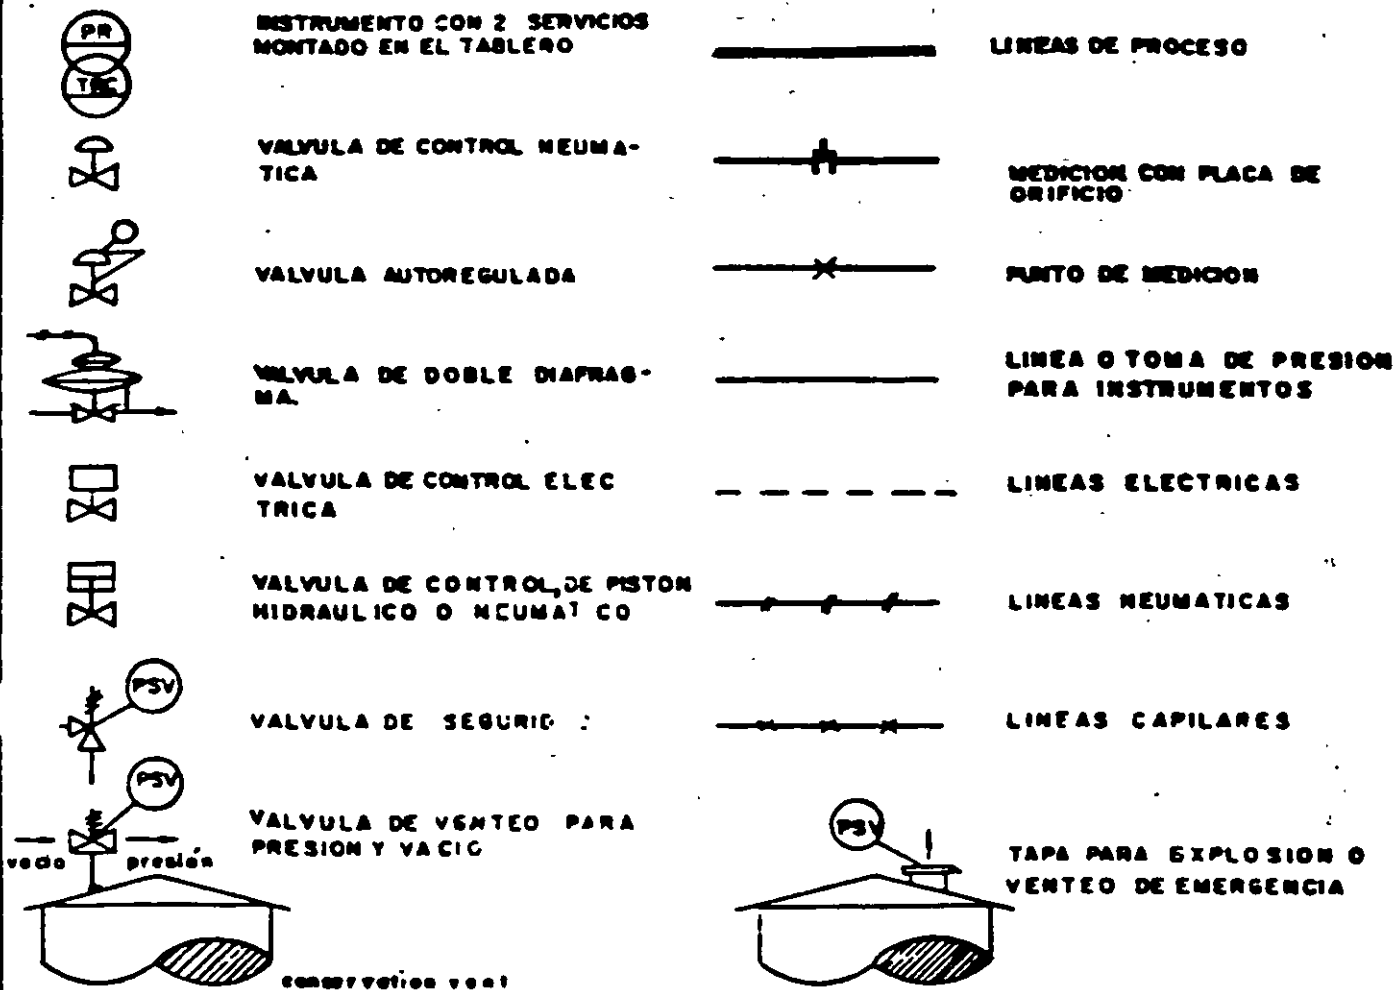 PR
TRC
INSTRUMENTO CON 2 SERVICIOS
MONTADO EN EL TABLERO
VALVULA DE CONTROL NEUMA-
TICA
VALVULA AUTOREGULADA
VALVULA DE DOBLE DIAFRAG-
MA.
VALVULA DE CONTROL ELEC
TRICA
VALVULA DE CONTROL, DE PISTON
HIDRAULICO O NEUMAT CO
PSV
VALVULA DE SEGURID
PSV
VALVULA DE VENTEO PARA
PRESION Y VACIO
vacio presión
conservation vent
LINEAS DE PROCESO
MEDICION CON PLACA DE
ORIFICIO
PUNTO DE MEDICION
LINEA O TOMA DE PRESION
PARA INSTRUMENTOS
LINEAS ELECTRICAS
LINEAS NEUMATICAS
LINEAS CAPILARES
PSV
TAPA PARA EXPLOSION O
VENTEO DE EMERGENCIA